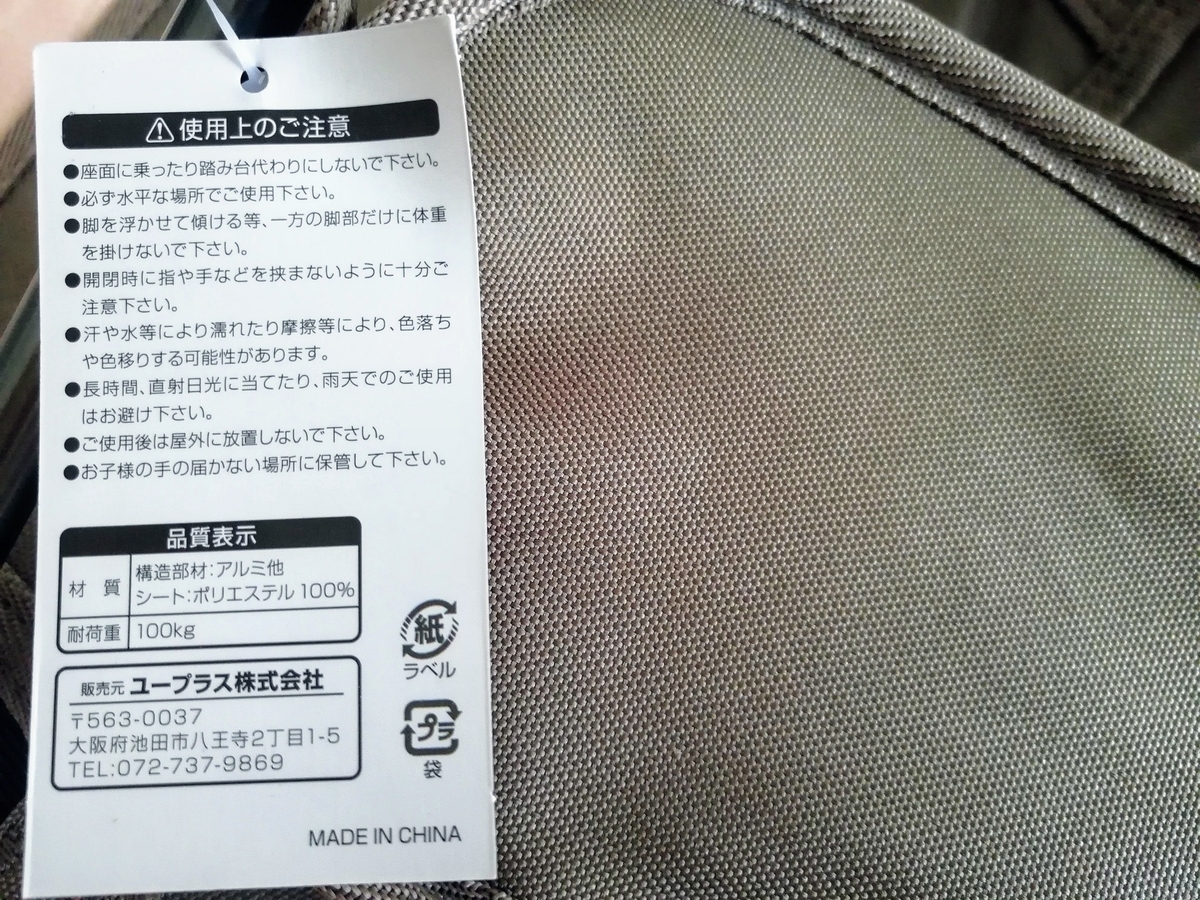 ⚠使用上のご注意
●座面に乗ったり踏み台代わりにしないで下さい。
●必ず水平な場所でご使用下さい。
●脚を浮かせて傾ける等、一方の脚部だけに体重
を掛けないで下さい。
●開閉時に指や手などを挟まないように十分ご
注意下さい。
●汗や水等により濡れたり摩擦等により、色落ち
や色移りする可能性があります。
●長時間、直射日光に当てたり、雨天でのご使用
はお避け下さい。
●ご使用後は屋外に放置しないで下さい。
●お子様の手の届かない場所に保管して下さい。
品質表示
材 質 構造部材:アルミ他
シート:ポリエステル100%
耐荷重 100kg
販売元 ユープラス株式会社
〒563-0037
大阪府池田市八王寺2丁目1-5
TEL:072-737-9869
紙
ラベル
プラ
袋
MADE IN CHINA